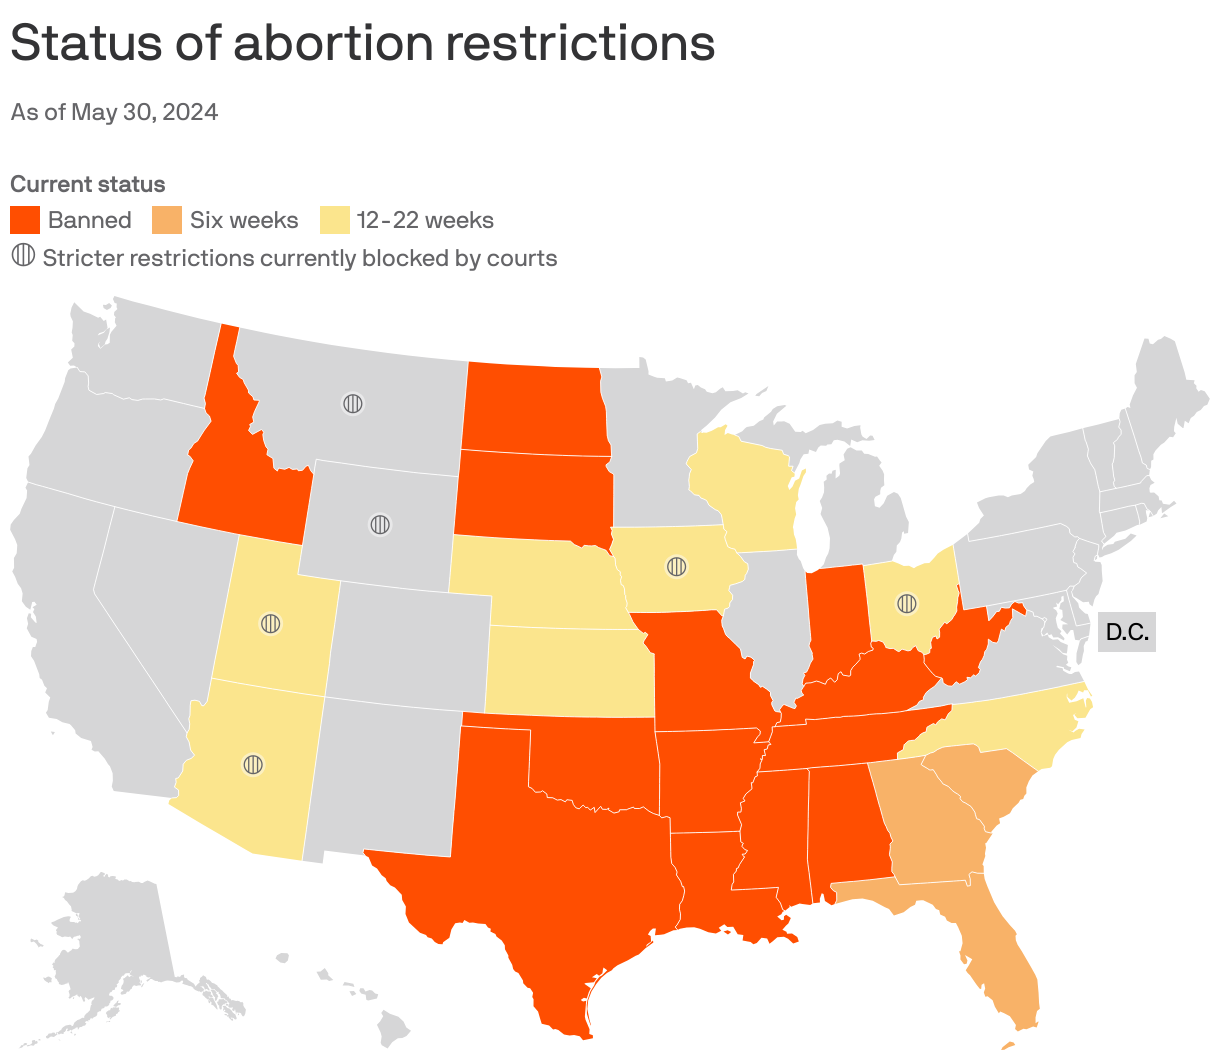 Status of abortion restrictions
As of May 30, 2024
Current status
Banned Six weeks 12-22 weeks
Stricter restrictions currently blocked by courts
D.C.